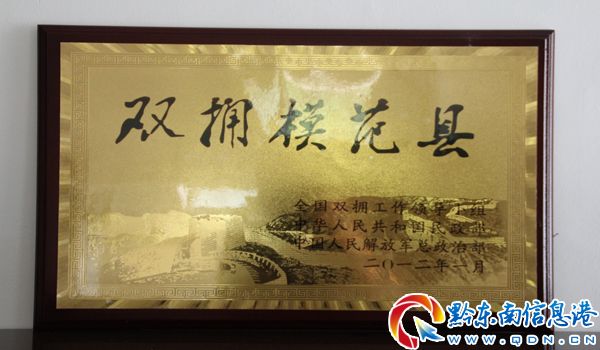 双拥模范县
全国双拥工作领导小组
中华人民共和国民政部
中国人民解放军总政治部
二〇一二年一月
黔东南信息港
www.QDN.cn